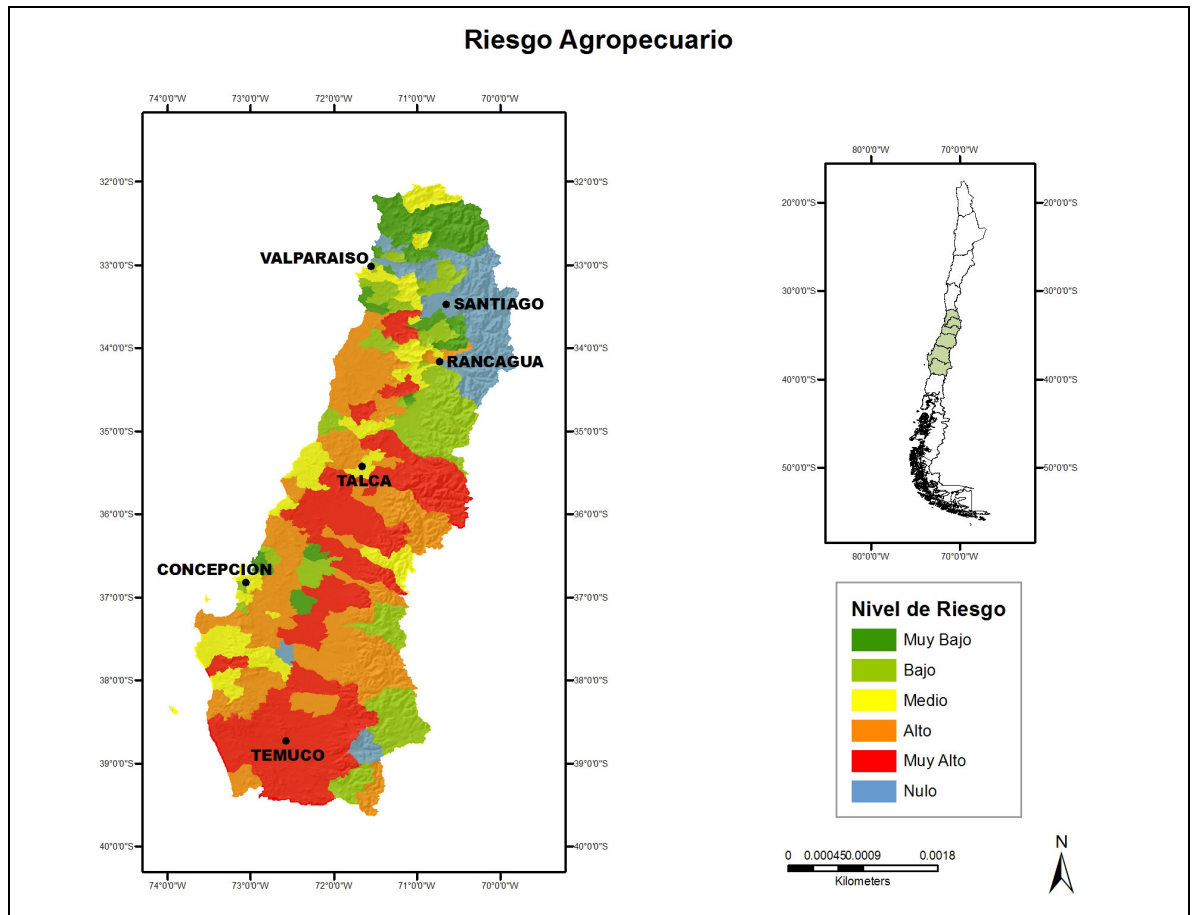 Riesgo Agropecuario
74°0'0"W 73°0'0"W 72°0'0"W 71°0'0"W 70°0'0"W
32°0'0"S 32°0'0"S
VALPARAISO 33°0'0"S 33°0'0"S
SANTIAGO
34°0'0"S 34°0'0"S
RANCAGUA
35°0'0"S 35°0'0"S
TALCA
36°0'0"S 36°0'0"S
CONCEPCIÓN
37°0'0"S 37°0'0"S
38°0'0"S 38°0'0"S
TEMUCO
39°0'0"S 39°0'0"S
40°0'0"S 40°0'0"S
74°0'0"W 73°0'0"W 72°0'0"W 71°0'0"W 70°0'0"W
80°0'0"W 70°0'0"W
20°0'0"S 20°0'0"S
30°0'0"S 30°0'0"S
40°0'0"S 40°0'0"S
50°0'0"S 50°0'0"S
80°0'0"W 70°0'0"W
Nivel de Riesgo
Muy Bajo
Bajo
Medio
Alto
Muy Alto
Nulo
0 0.000450.0009 0.0018
Kilometers
N